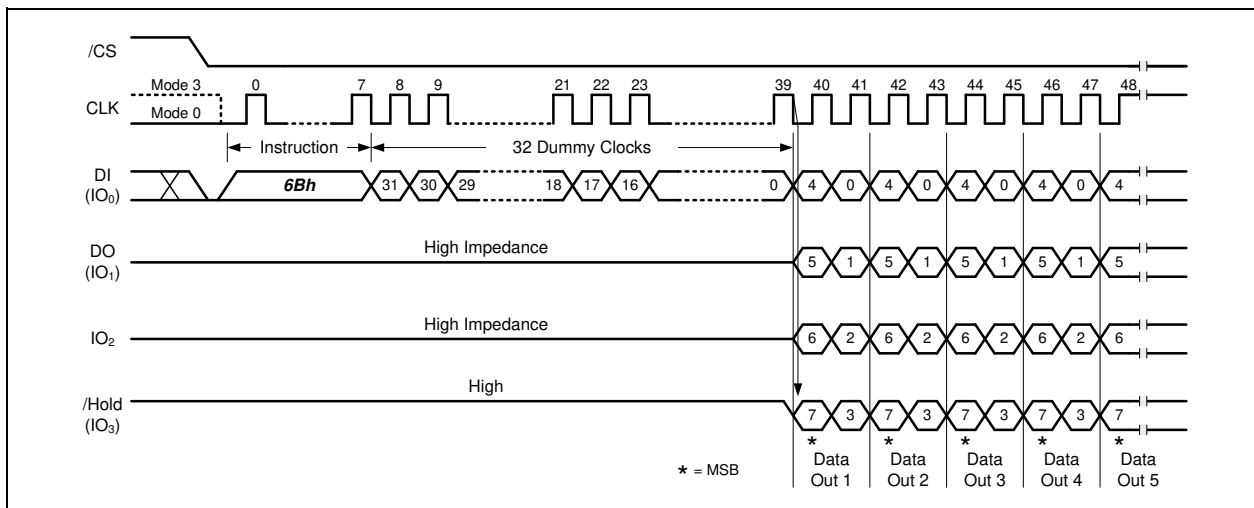 /CS
Mode 3 0 7 8 9 21 22 23 39 40 41 42 43 44 45 46 47 48
CLK
Mode 0
Instruction 32 Dummy Clocks
DI
(IO₀)
6Bh 31 30 29 18 17 16 0 4 0 4 0 4 0 4 0 4
DO
(IO₁)
High Impedance
5 1 5 1 5 1 5 1 5
IO₂
High Impedance
6 2 6 2 6 2 6 2 6
/Hold
(IO₃)
High
7 3 7 3 7 3 7 3 7
* * * * *
* = MSB
Data Data Data Data Data
Out 1 Out 2 Out 3 Out 4 Out 5